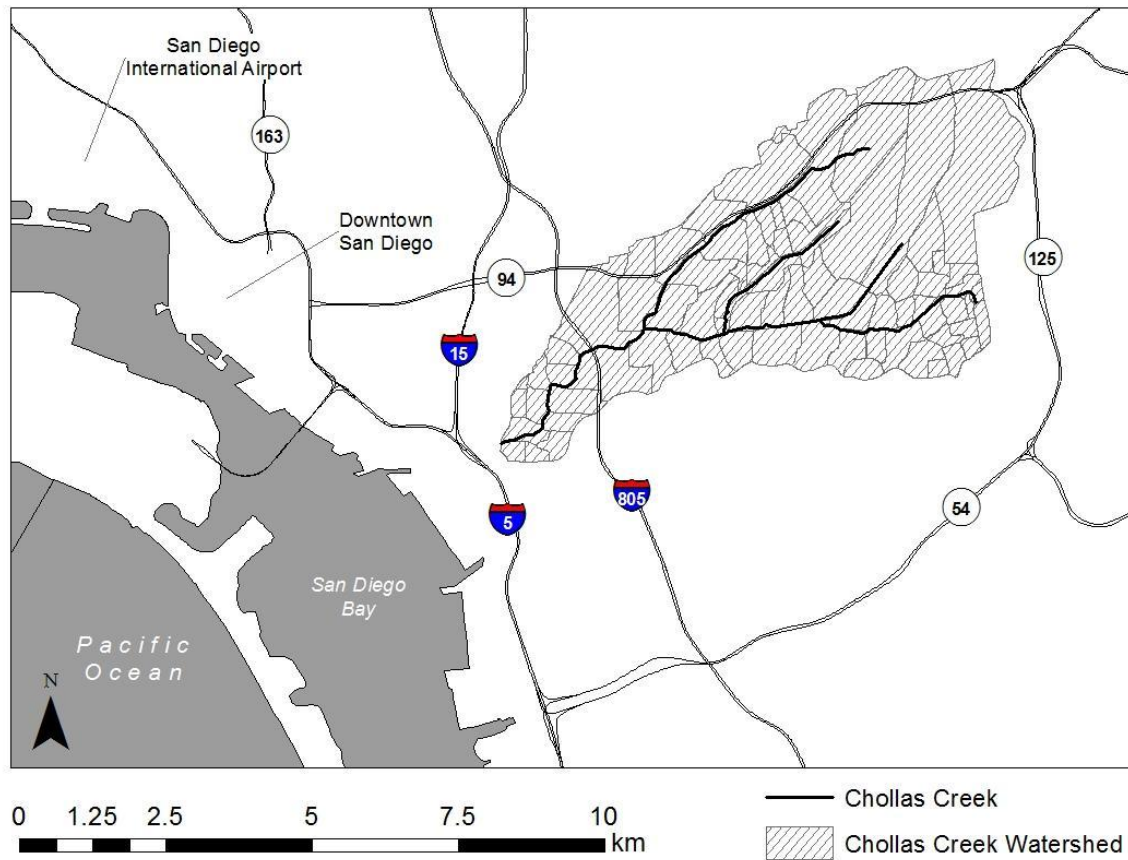 San Diego
International Airport
163
Downtown
San Diego
94
125
15
805
5
54
San Diego
Bay
Pacific
Ocean
N
0 1.25 2.5 5 7.5 10
km
Chollas Creek
Chollas Creek Watershed